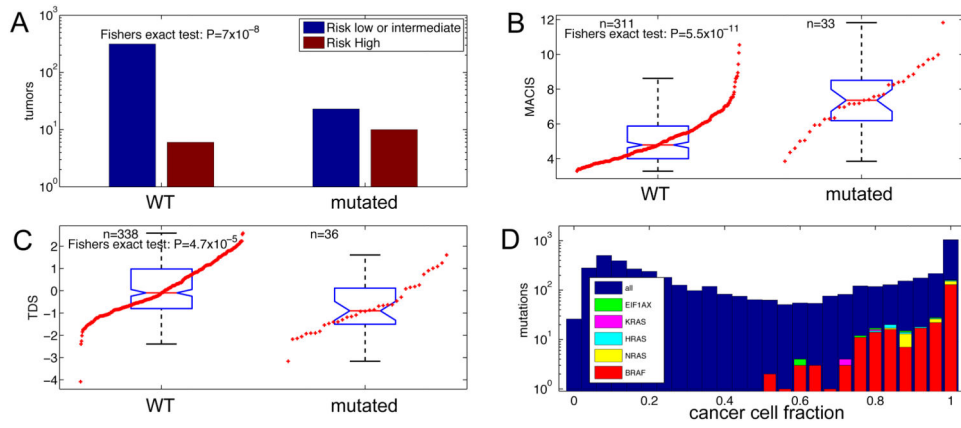 A
Fishers exact test: P=7x10⁻⁸
Risk low or intermediate
Risk High
tumors
10³
10²
10¹
10⁰
WT
mutated
B
n=311
n=33
Fishers exact test: P=5.5x10⁻¹¹
MACIS
12
10
8
6
4
WT
mutated
C
n=338
n=36
Fishers exact test: P=4.7x10⁻⁵
TDS
2
1
0
−1
−2
−3
−4
WT
mutated
D
mutations
10³
10²
10¹
10⁰
all
EIF1AX
KRAS
HRAS
NRAS
BRAF
0
0.2
0.4
0.6
0.8
1
cancer cell fraction